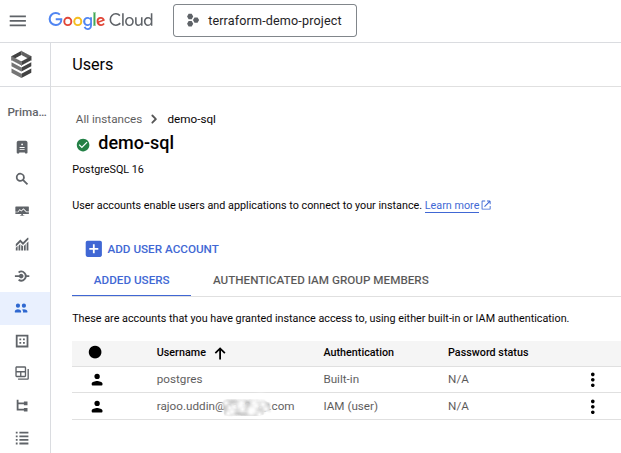 Google Cloud
terraform-demo-project
Users
Prima...
All instances > demo-sql
demo-sql
PostgreSQL 16
User accounts enable users and applications to connect to your instance. Learn more
ADD USER ACCOUNT
ADDED USERS AUTHENTICATED IAM GROUP MEMBERS
These are accounts that you have granted instance access to, using either built-in or IAM authentication.
Username Authentication Password status
postgres Built-in N/A
rajoo.uddin@ .com IAM (user) N/A